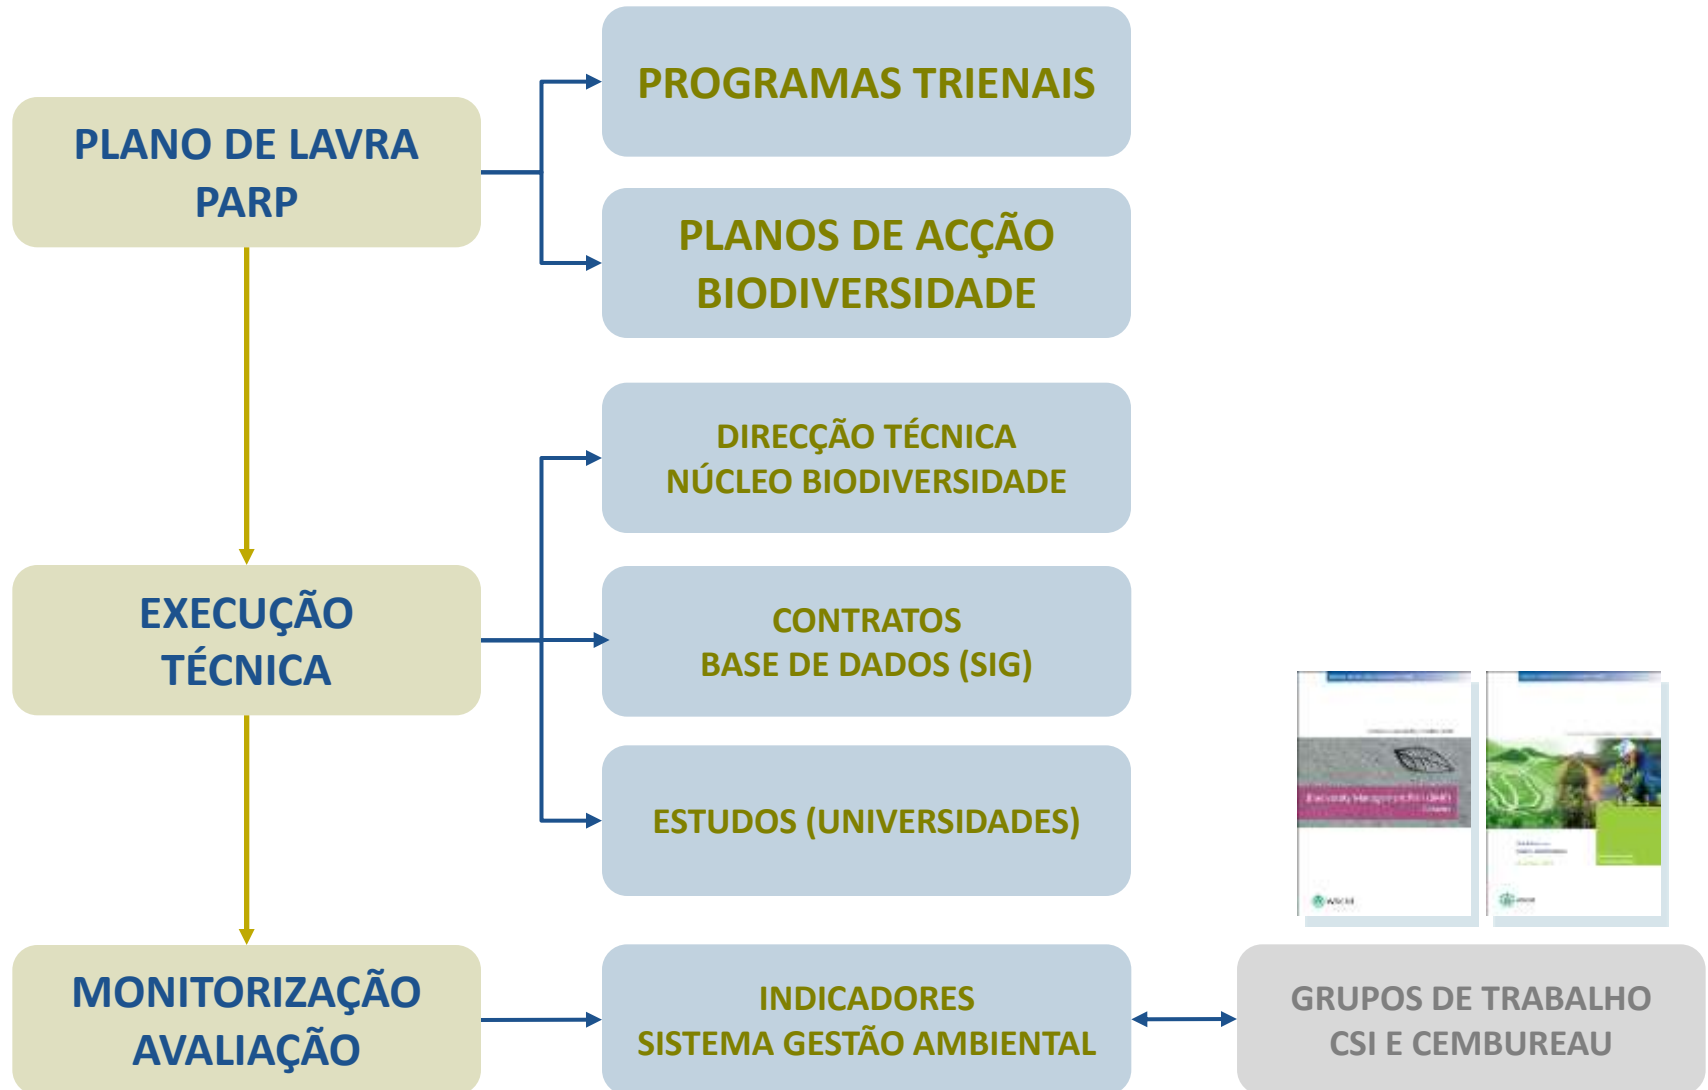 PROGRAMAS TRIENAIS
PLANO DE LAVRA
PARP
PLANOS DE ACÇÃO
BIODIVERSIDADE
DIRECÇÃO TÉCNICA
NÚCLEO BIODIVERSIDADE
EXECUÇÃO
TÉCNICA
CONTRATOS
BASE DE DADOS (SIG)
ESTUDOS (UNIVERSIDADES)
MONITORIZAÇÃO
AVALIAÇÃO
INDICADORES
SISTEMA GESTÃO AMBIENTAL
GRUPOS DE TRABALHO
CSI E CEMBUREAU